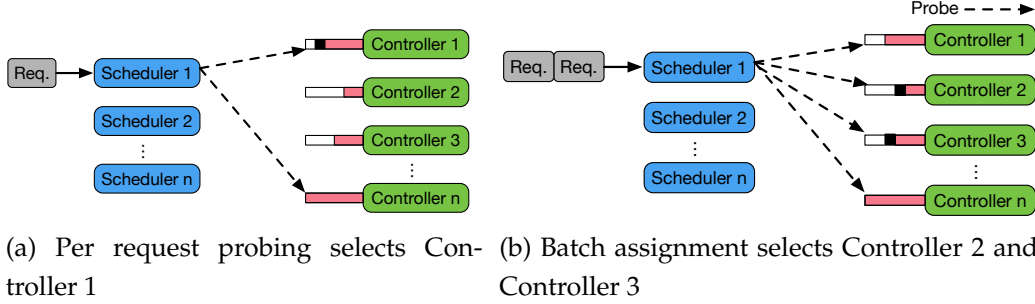 Probe
Req.
Scheduler 1
Scheduler 2
⋮
Scheduler n
Controller 1
Controller 2
Controller 3
⋮
Controller n
Req. Req.
Scheduler 1
Scheduler 2
⋮
Scheduler n
Controller 1
Controller 2
Controller 3
⋮
Controller n
(a) Per request probing selects Con-
troller 1
(b) Batch assignment selects Controller 2 and
Controller 3